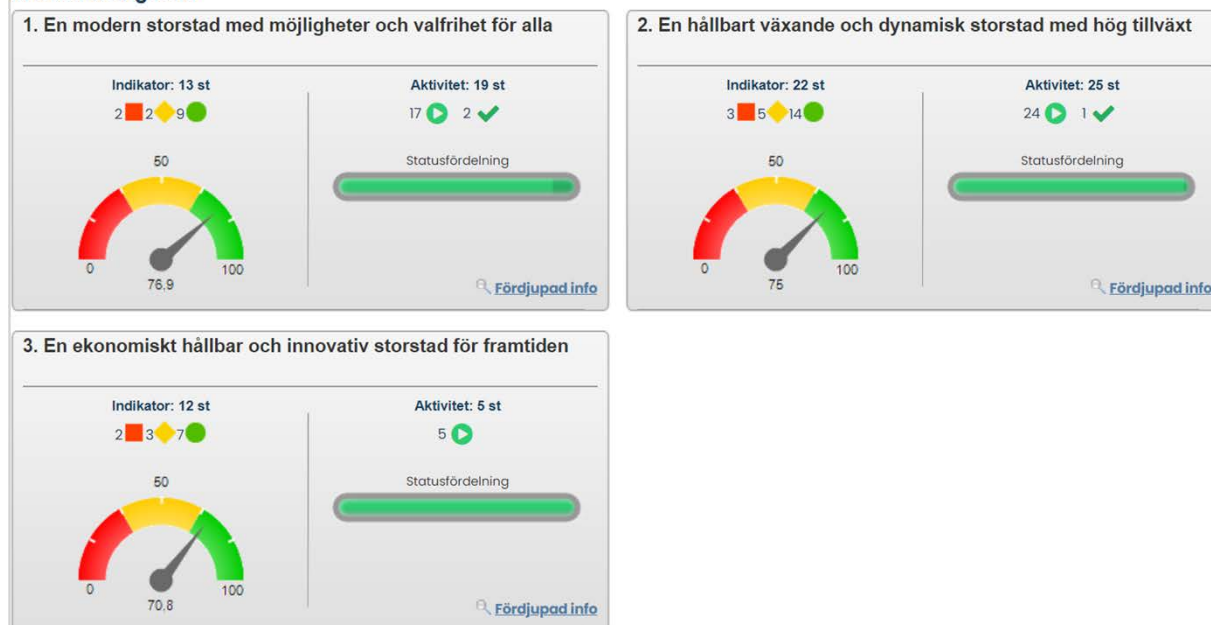 1. En modern storstad med möjligheter och valfrihet för alla
Indikator: 13 st
2 2 9
50
0
100
76,9
Aktivitet: 19 st
17 2
Statusfördelning
Fördjupad info
2. En hållbart växande och dynamisk storstad med hög tillväxt
Indikator: 22 st
3 5 14
50
0
100
75
Aktivitet: 25 st
24 1
Statusfördelning
Fördjupad info
3. En ekonomiskt hållbar och innovativ storstad för framtiden
Indikator: 12 st
2 3 7
50
0
100
70,8
Aktivitet: 5 st
5
Statusfördelning
Fördjupad info